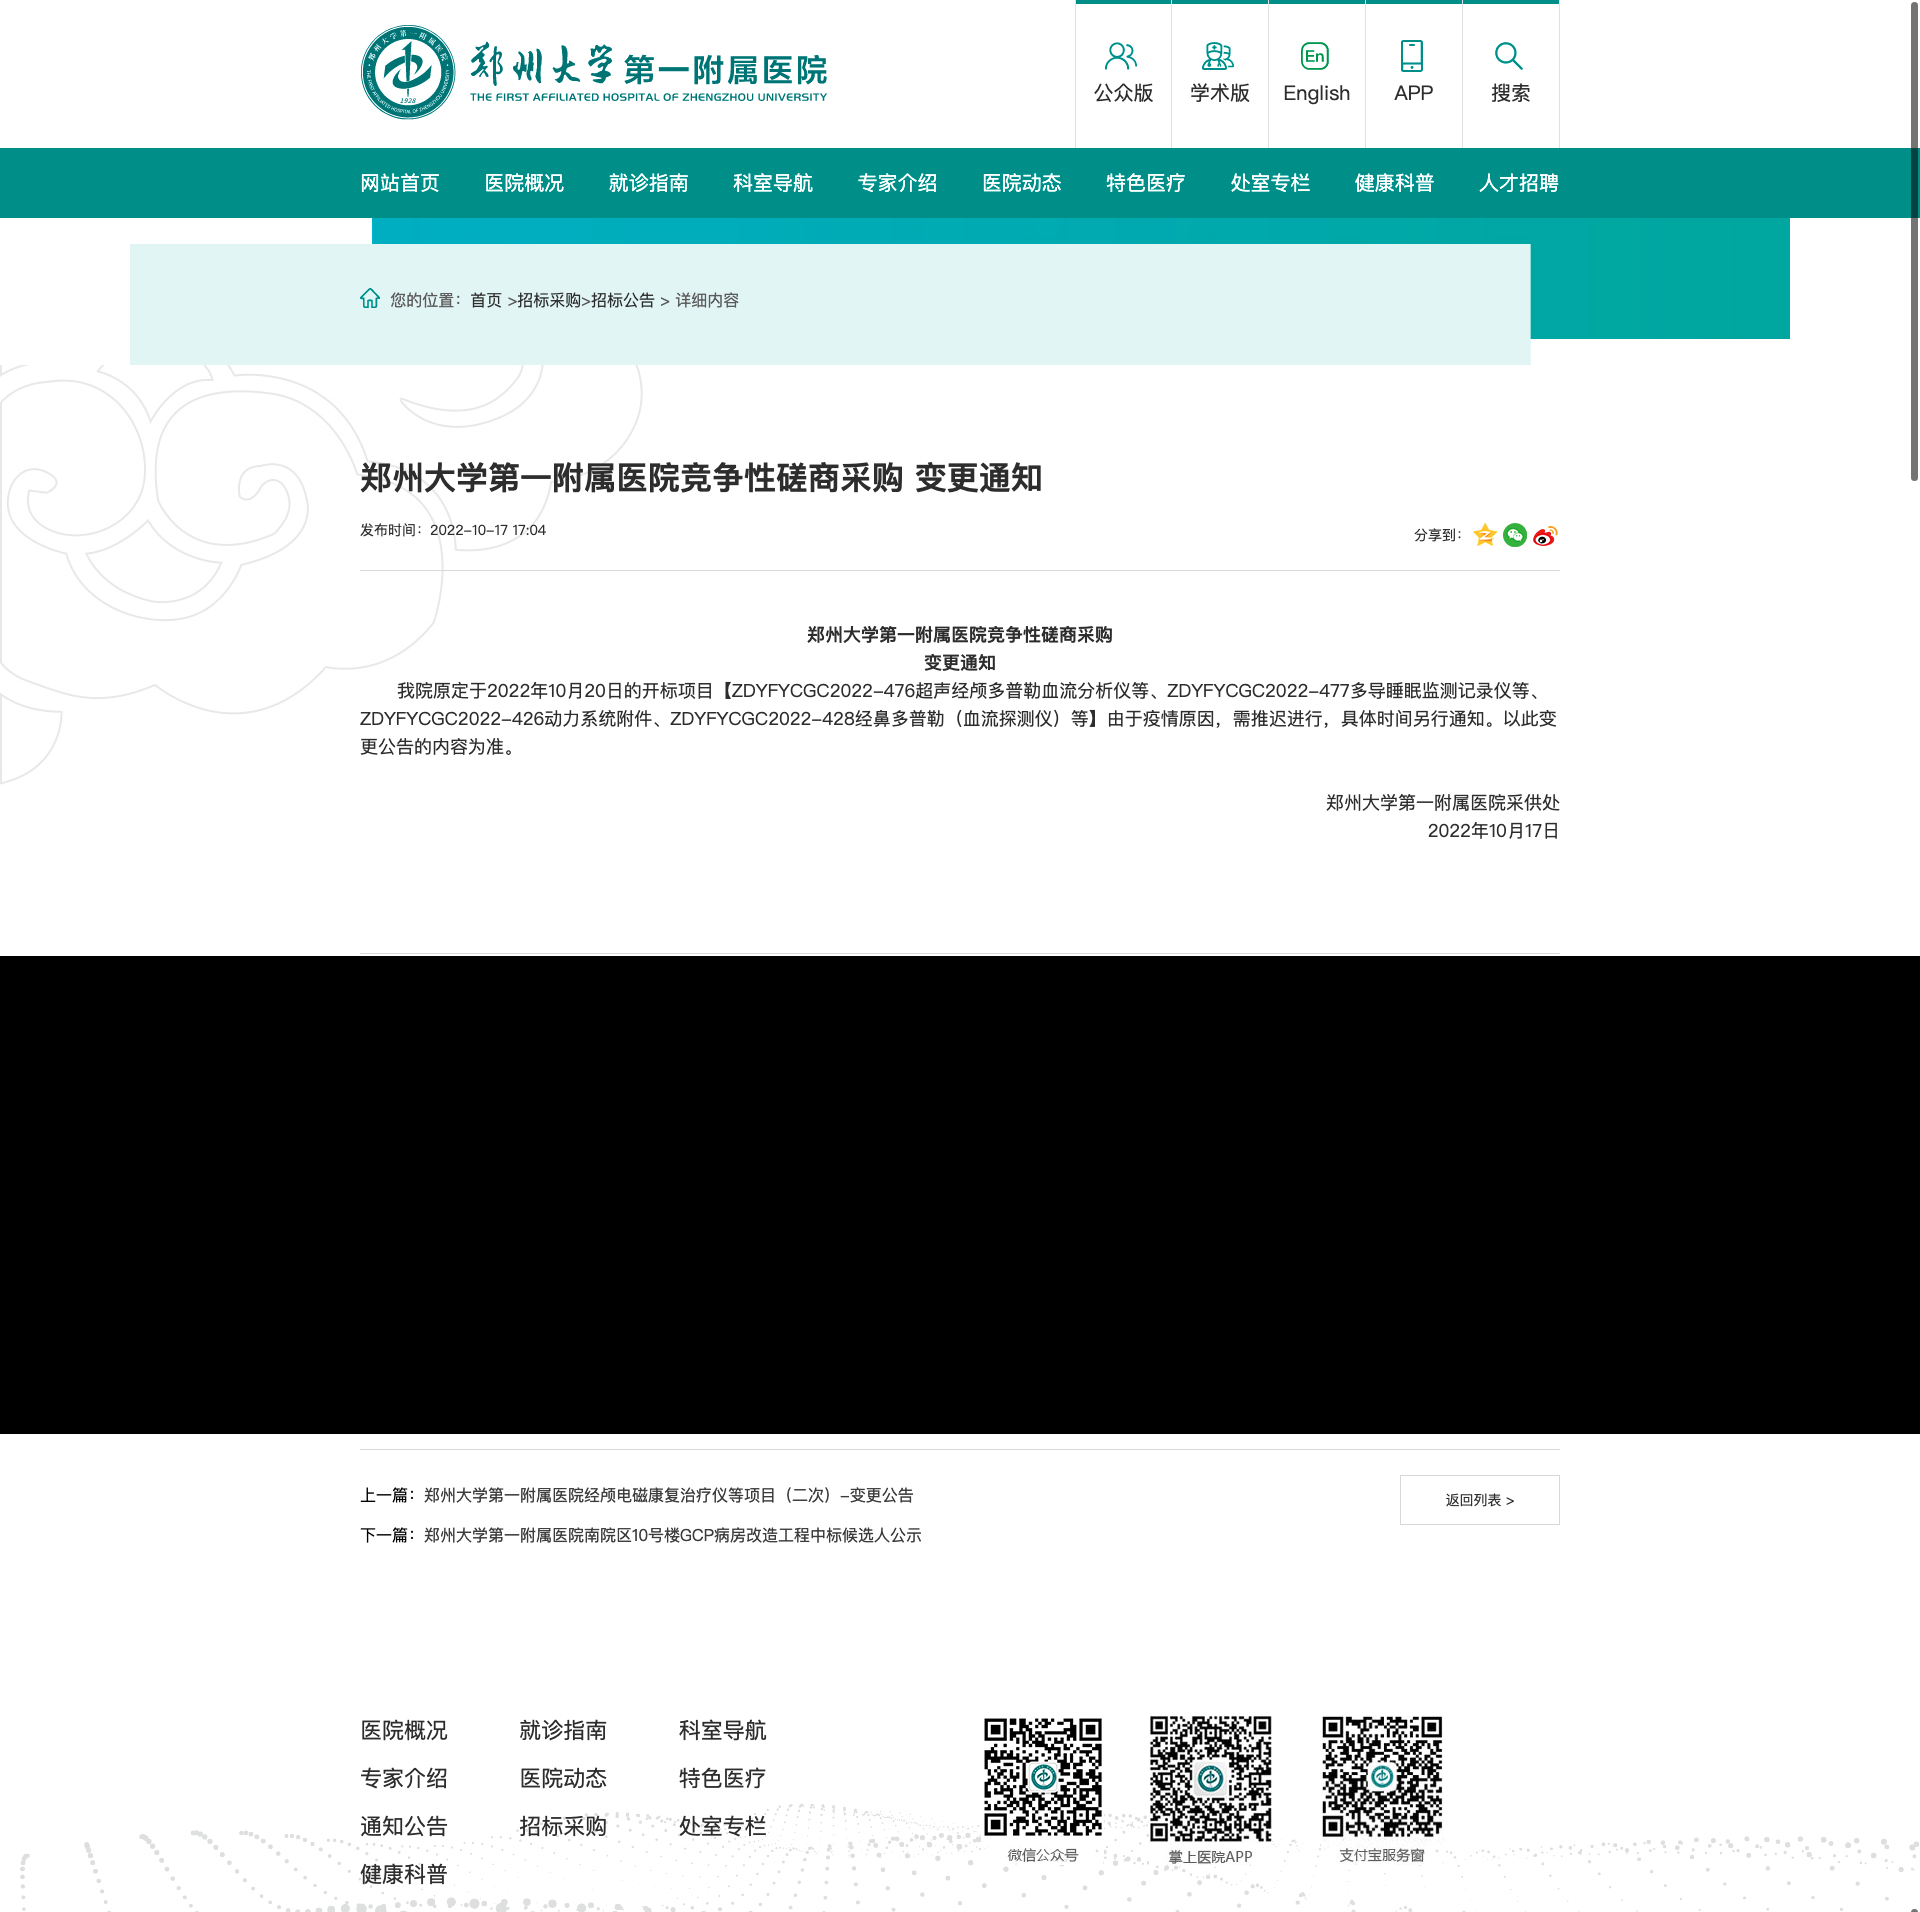 郑州大学第一附属医院
THE FIRST AFFILIATED HOSPITAL OF ZHENGZHOU UNIVERSITY
1928
公众版
学术版
En
English
APP
搜索
网站首页 医院概况 就诊指南 科室导航 专家介绍 医院动态 特色医疗 处室专栏 健康科普 人才招聘
您的位置：首页 >招标采购>招标公告 > 详细内容
郑州大学第一附属医院竞争性磋商采购 变更通知
发布时间：2022-10-17 17:04
分享到：
郑州大学第一附属医院竞争性磋商采购
变更通知
我院原定于2022年10月20日的开标项目【ZDYFYCGC2022-476超声经颅多普勒血流分析仪等、ZDYFYCGC2022-477多导睡眠监测记录仪等、
ZDYFYCGC2022-426动力系统附件、ZDYFYCGC2022-428经鼻多普勒（血流探测仪）等】由于疫情原因，需推迟进行，具体时间另行通知。以此变
更公告的内容为准。
郑州大学第一附属医院采供处
2022年10月17日
上一篇：郑州大学第一附属医院经颅电磁康复治疗仪等项目（二次）-变更公告
返回列表 >
下一篇：郑州大学第一附属医院南院区10号楼GCP病房改造工程中标候选人公示
医院概况 就诊指南 科室导航
专家介绍 医院动态 特色医疗
通知公告 招标采购 处室专栏
健康科普
微信公众号
掌上医院APP
支付宝服务窗